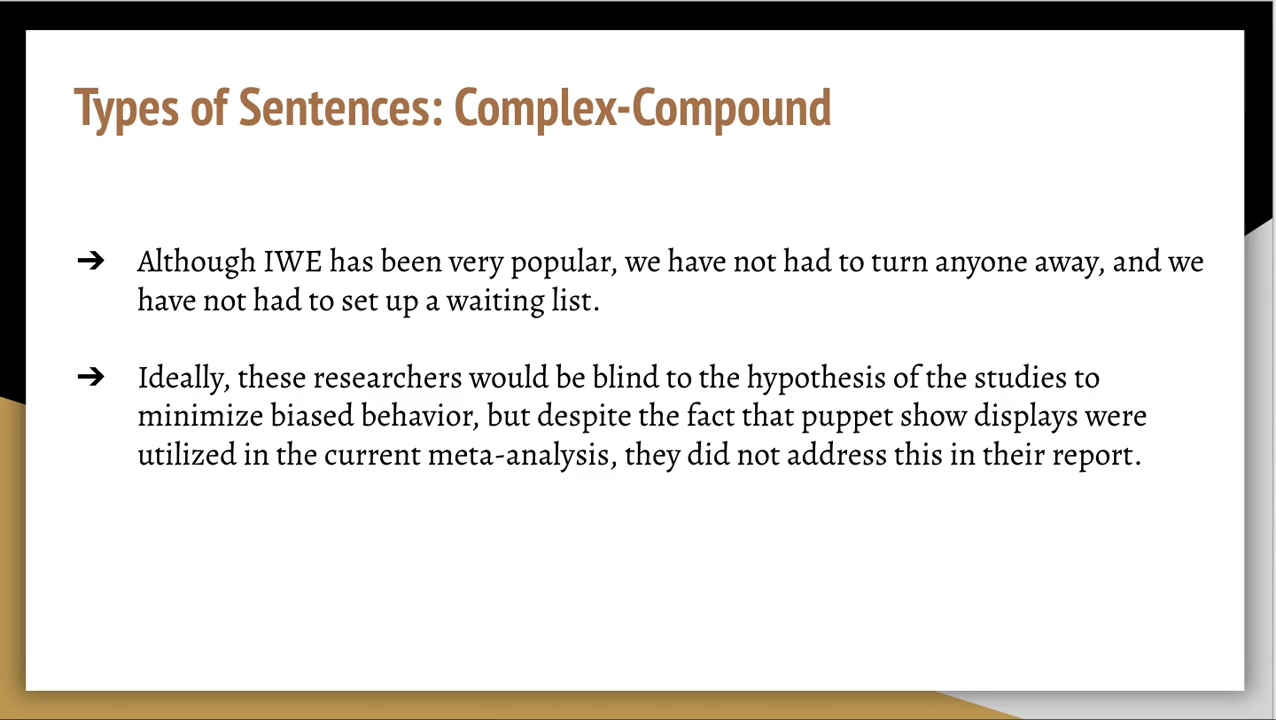 Types of Sentences: Complex-Compound
➔ Although IWE has been very popular, we have not had to turn anyone away, and we
have not had to set up a waiting list.
➔ Ideally, these researchers would be blind to the hypothesis of the studies to
minimize biased behavior, but despite the fact that puppet show displays were
utilized in the current meta-analysis, they did not address this in their report.